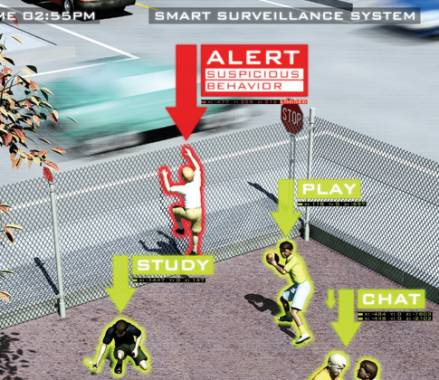 ME 02:55PM
SMART SURVEILLANCE SYSTEM
ALERT
SUSPICIOUS
BEHAVIOR
STOP
PLAY
STUDY
CHAT